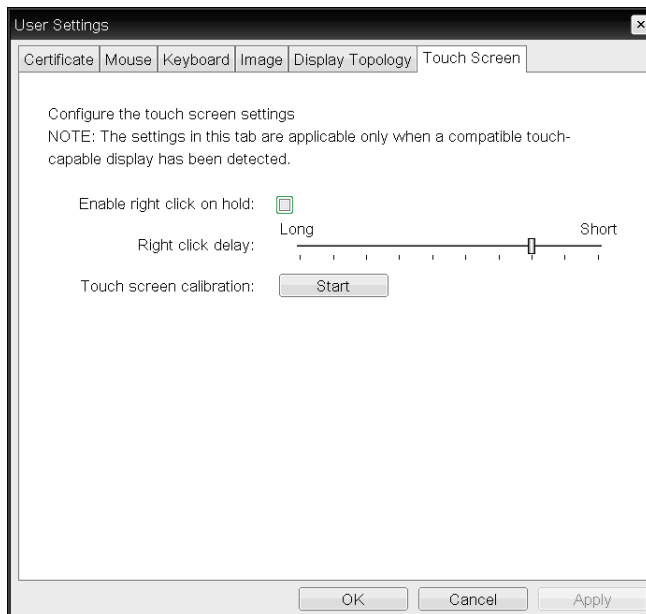 User Settings
Certificate Mouse Keyboard Image Display Topology Touch Screen
Configure the touch screen settings
NOTE: The settings in this tab are applicable only when a compatible touch-
capable display has been detected.
Enable right click on hold:
Long Short
Right click delay:
Touch screen calibration: Start
OK Cancel Apply